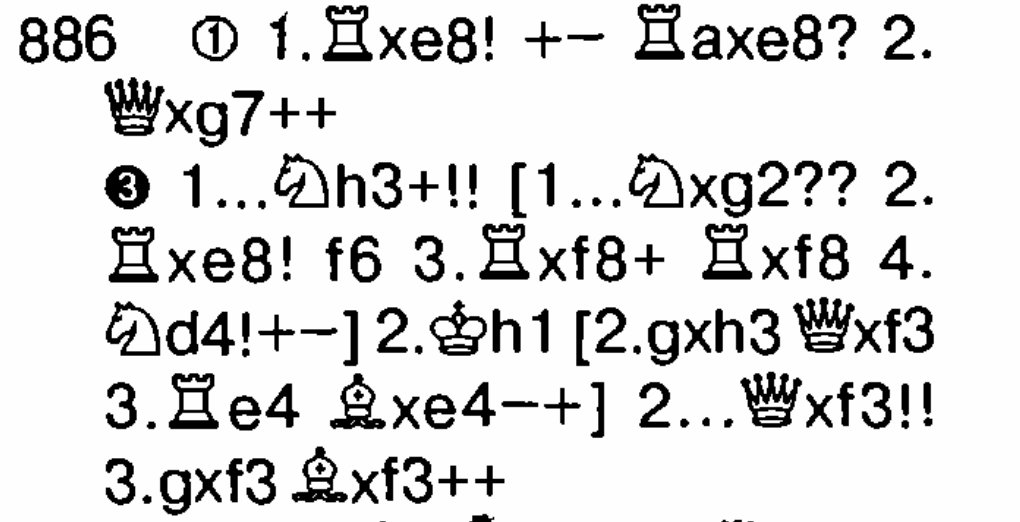 886 ① 1.♖xe8! +− ♖axe8? 2.
♕xg7++
❸ 1...♘h3+!! [1...♘xg2?? 2.
♖xe8! f6 3.♖xf8+ ♖xf8 4.
♘d4!+−] 2.♔h1 [2.gxh3 ♕xf3
3.♖e4 ♗xe4−+] 2...♕xf3!!
3.gxf3 ♗xf3++